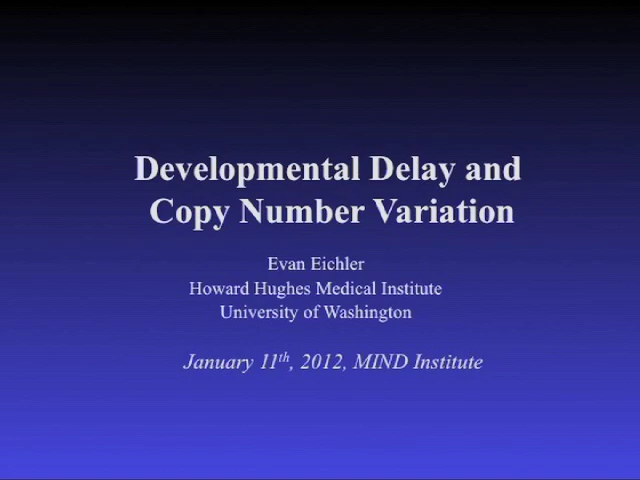 Developmental Delay and
Copy Number Variation
Evan Eichler
Howard Hughes Medical Institute
University of Washington
January 11th, 2012, MIND Institute